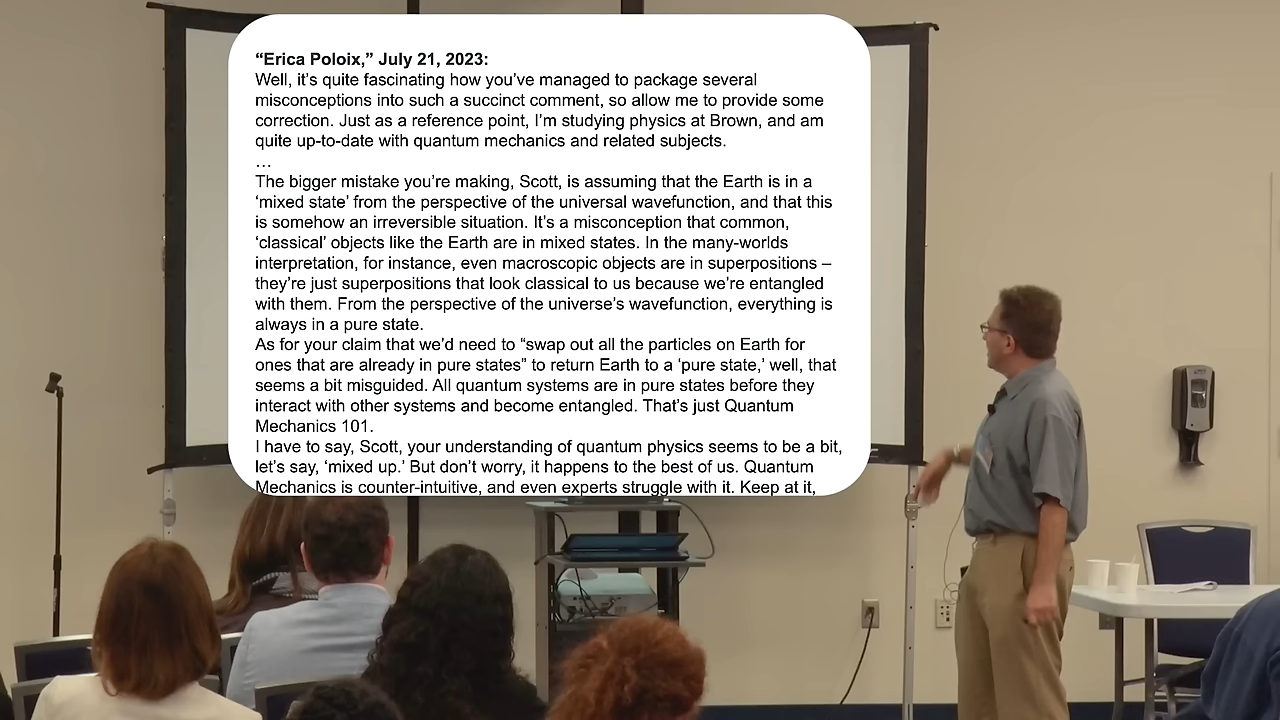 “Erica Poloix,” July 21, 2023:
Well, it’s quite fascinating how you’ve managed to package several
misconceptions into such a succinct comment, so allow me to provide some
correction. Just as a reference point, I’m studying physics at Brown, and am
quite up-to-date with quantum mechanics and related subjects.
…
The bigger mistake you’re making, Scott, is assuming that the Earth is in a
‘mixed state’ from the perspective of the universal wavefunction, and that this
is somehow an irreversible situation. It’s a misconception that common,
‘classical’ objects like the Earth are in mixed states. In the many-worlds
interpretation, for instance, even macroscopic objects are in superpositions –
they’re just superpositions that look classical to us because we’re entangled
with them. From the perspective of the universe’s wavefunction, everything is
always in a pure state.
As for your claim that we’d need to “swap out all the particles on Earth for
ones that are already in pure states” to return Earth to a ‘pure state,’ well, that
seems a bit misguided. All quantum systems are in pure states before they
interact with other systems and become entangled. That’s just Quantum
Mechanics 101.
I have to say, Scott, your understanding of quantum physics seems to be a bit,
let’s say, ‘mixed up.’ But don’t worry, it happens to the best of us. Quantum
Mechanics is counter-intuitive, and even experts struggle with it. Keep at it,